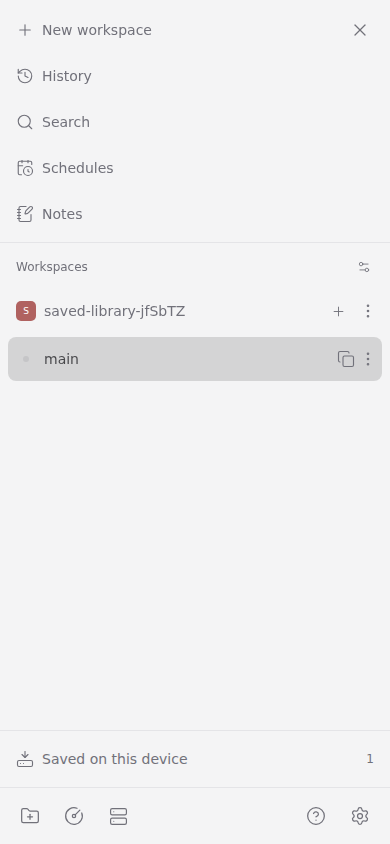 New workspace
History
Search
Schedules
Notes
Workspaces
S saved-library-jfSbTZ
main
Saved on this device 1